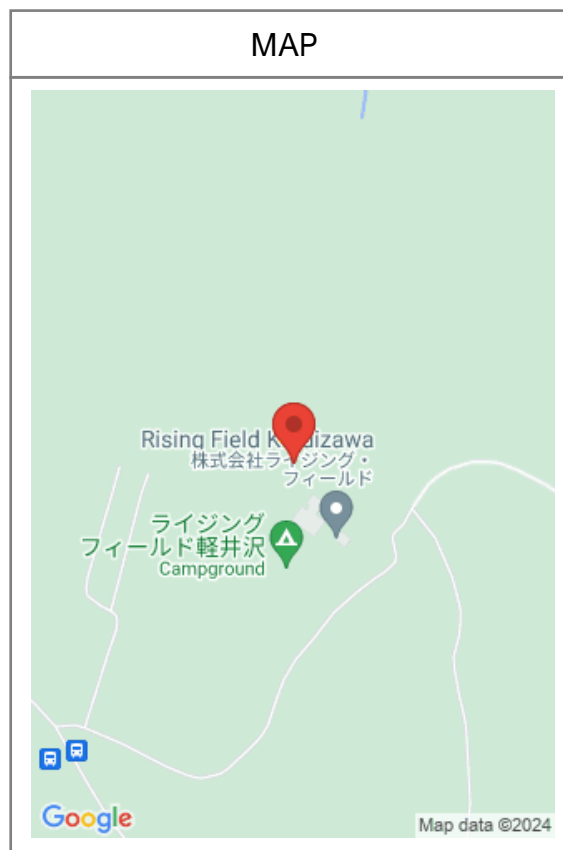 MAP
Rising Field K
izawa
株式会社ライジング・
フィールド
ライジング
フィールド軽井沢
Campground
Google
Map data ©2024